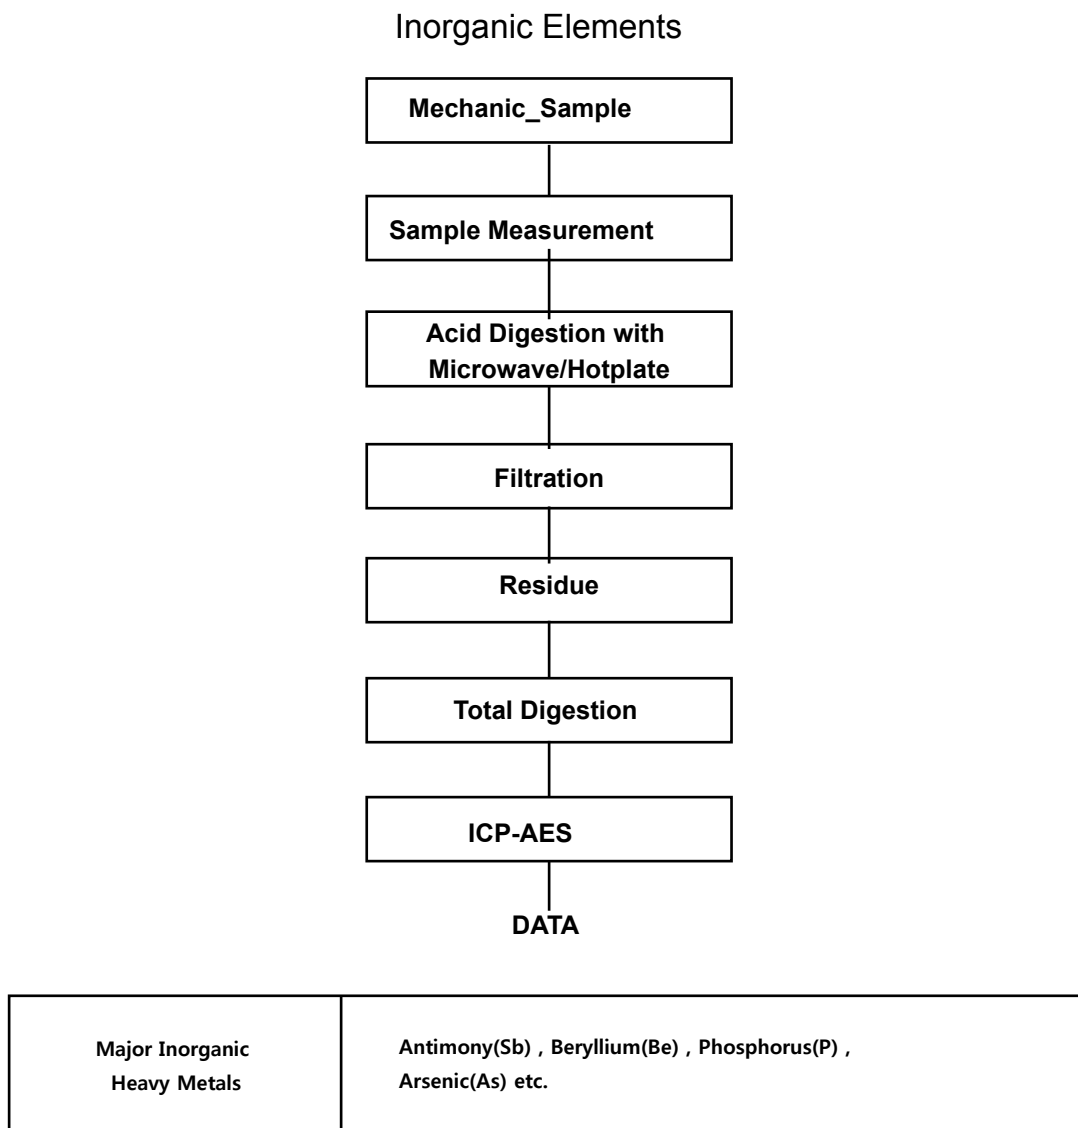 Inorganic Elements
Mechanic_Sample
Sample Measurement
Acid Digestion with
Microwave/Hotplate
Filtration
Residue
Total Digestion
ICP-AES
DATA
Major Inorganic
Heavy Metals
Antimony(Sb) , Beryllium(Be) , Phosphorus(P) ,
Arsenic(As) etc.